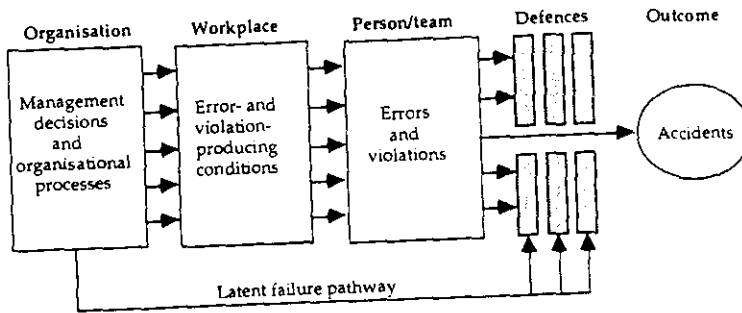 Organisation
Workplace
Person/team
Defences
Outcome
Management
decisions
and
organisational
processes
Error- and
violation-
producing
conditions
Errors
and
violations
Accidents
Latent failure pathway